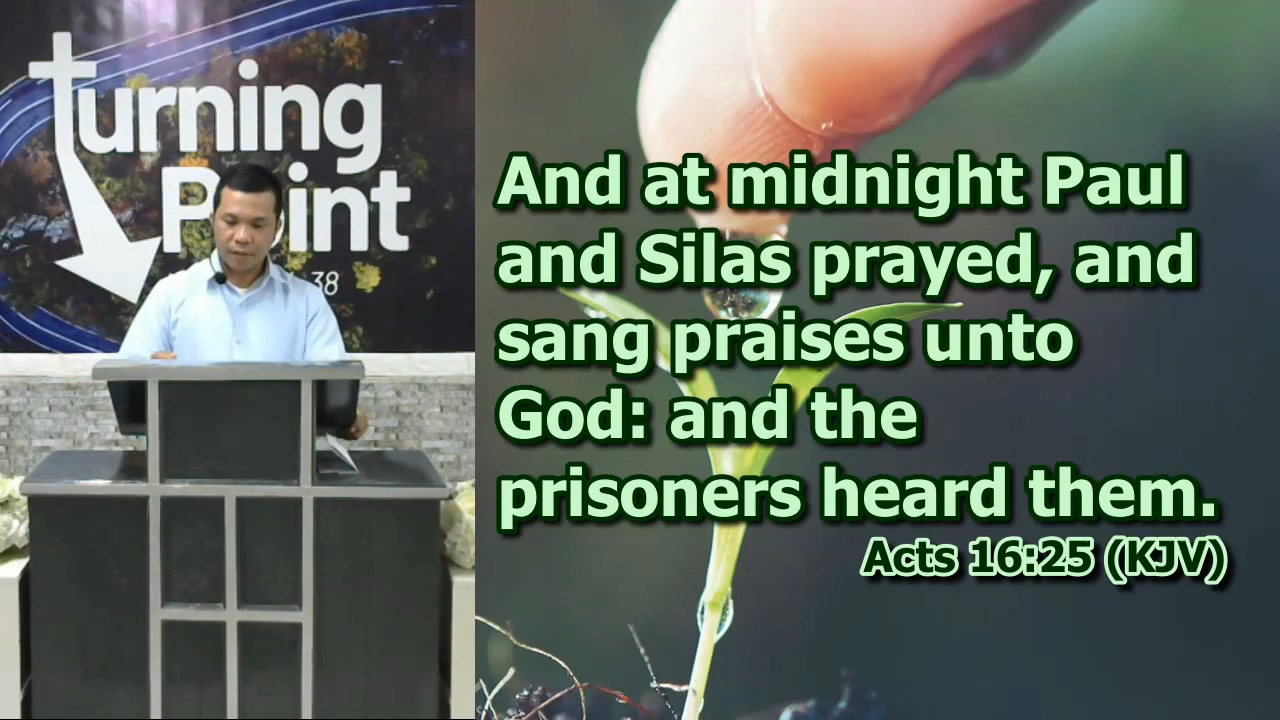 turning
Point
38
And at midnight Paul
and Silas prayed, and
sang praises unto
God: and the
prisoners heard them.
Acts 16:25 (KJV)